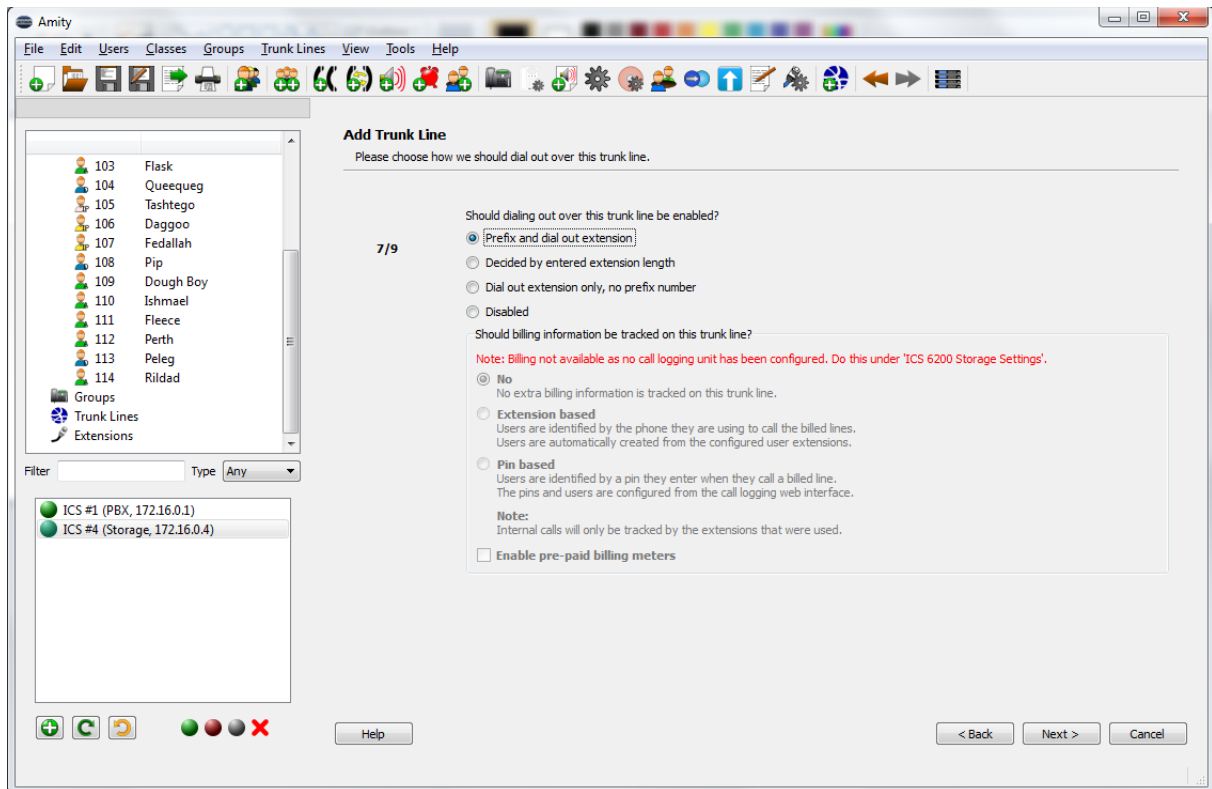 Amity
File Edit Users Classes Groups Trunk Lines View Tools Help
103 Flask
104 Queequeg
105 Tashtego
106 Daggoo
107 Fedallah
108 Pip
109 Dough Boy
110 Ishmael
111 Fleece
112 Perth
113 Peleg
114 Rildad
Groups
Trunk Lines
Extensions
Filter Type Any
ICS #1 (PBX, 172.16.0.1)
ICS #4 (Storage, 172.16.0.4)
Add Trunk Line
Please choose how we should dial out over this trunk line.
7/9
Should dialing out over this trunk line be enabled?
Prefix and dial out extension
Decided by entered extension length
Dial out extension only, no prefix number
Disabled
Should billing information be tracked on this trunk line?
Note: Billing not available as no call logging unit has been configured. Do this under 'ICS 6200 Storage Settings'.
No
No extra billing information is tracked on this trunk line.
Extension based
Users are identified by the phone they are using to call the billed lines.
Users are automatically created from the configured user extensions.
Pin based
Users are identified by a pin they enter when they call a billed line.
The pins and users are configured from the call logging web interface.
Note:
Internal calls will only be tracked by the extensions that were used.
Enable pre-paid billing meters
Help
< Back Next > Cancel